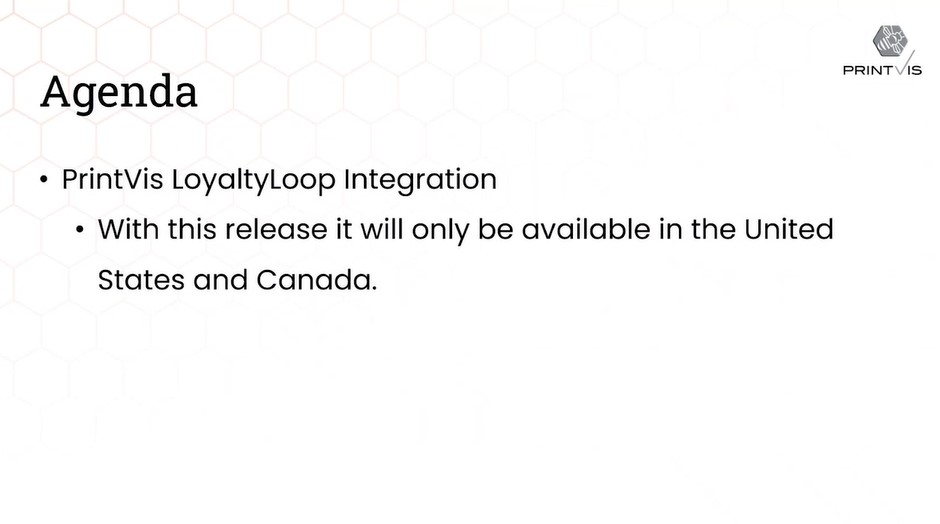 PRINTVIS
Agenda
• PrintVis LoyaltyLoop Integration
• With this release it will only be available in the United
States and Canada.